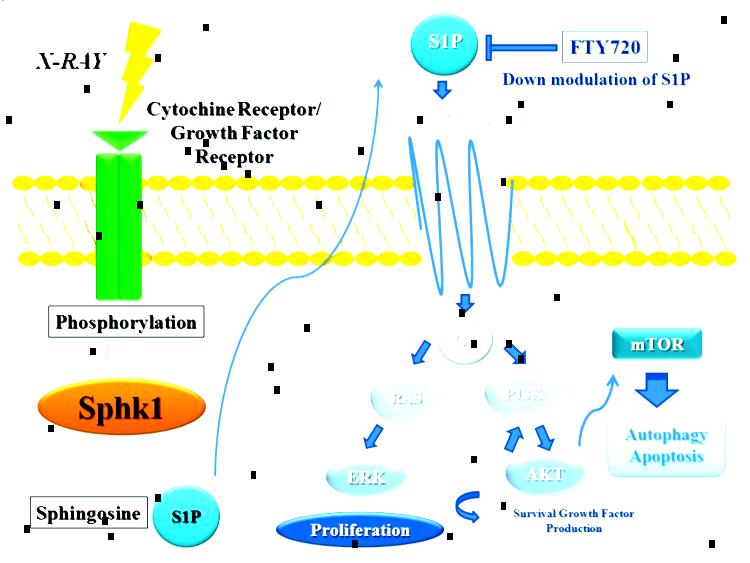 X-RAY
Cytochine Receptor/
Growth Factor
Receptor
S1P
FTY720
Down modulation of S1P
Phosphorylation
Sphk1
Sphingosine
S1P
RAS
PI3K
ERK
AKT
Proliferation
mTOR
Autophagy
Apoptosis
Survival Growth Factor
Production